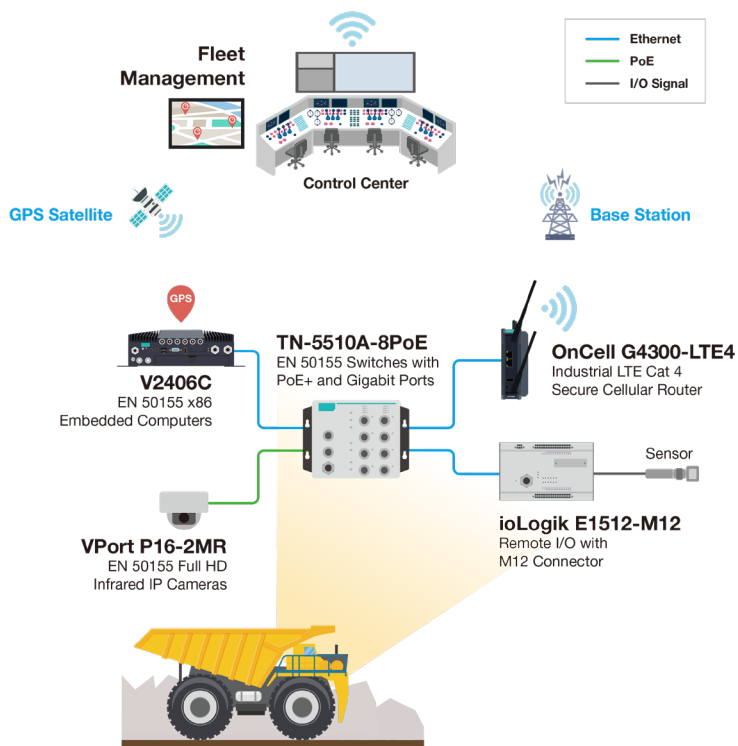 Fleet
Management
Control Center
Ethernet
PoE
I/O Signal
GPS Satellite
Base Station
GPS
V2406C
EN 50155 x86
Embedded Computers
TN-5510A-8PoE
EN 50155 Switches with
PoE+ and Gigabit Ports
OnCell G4300-LTE4
Industrial LTE Cat 4
Secure Cellular Router
Sensor
ioLogik E1512-M12
Remote I/O with
M12 Connector
VPort P16-2MR
EN 50155 Full HD
Infrared IP Cameras